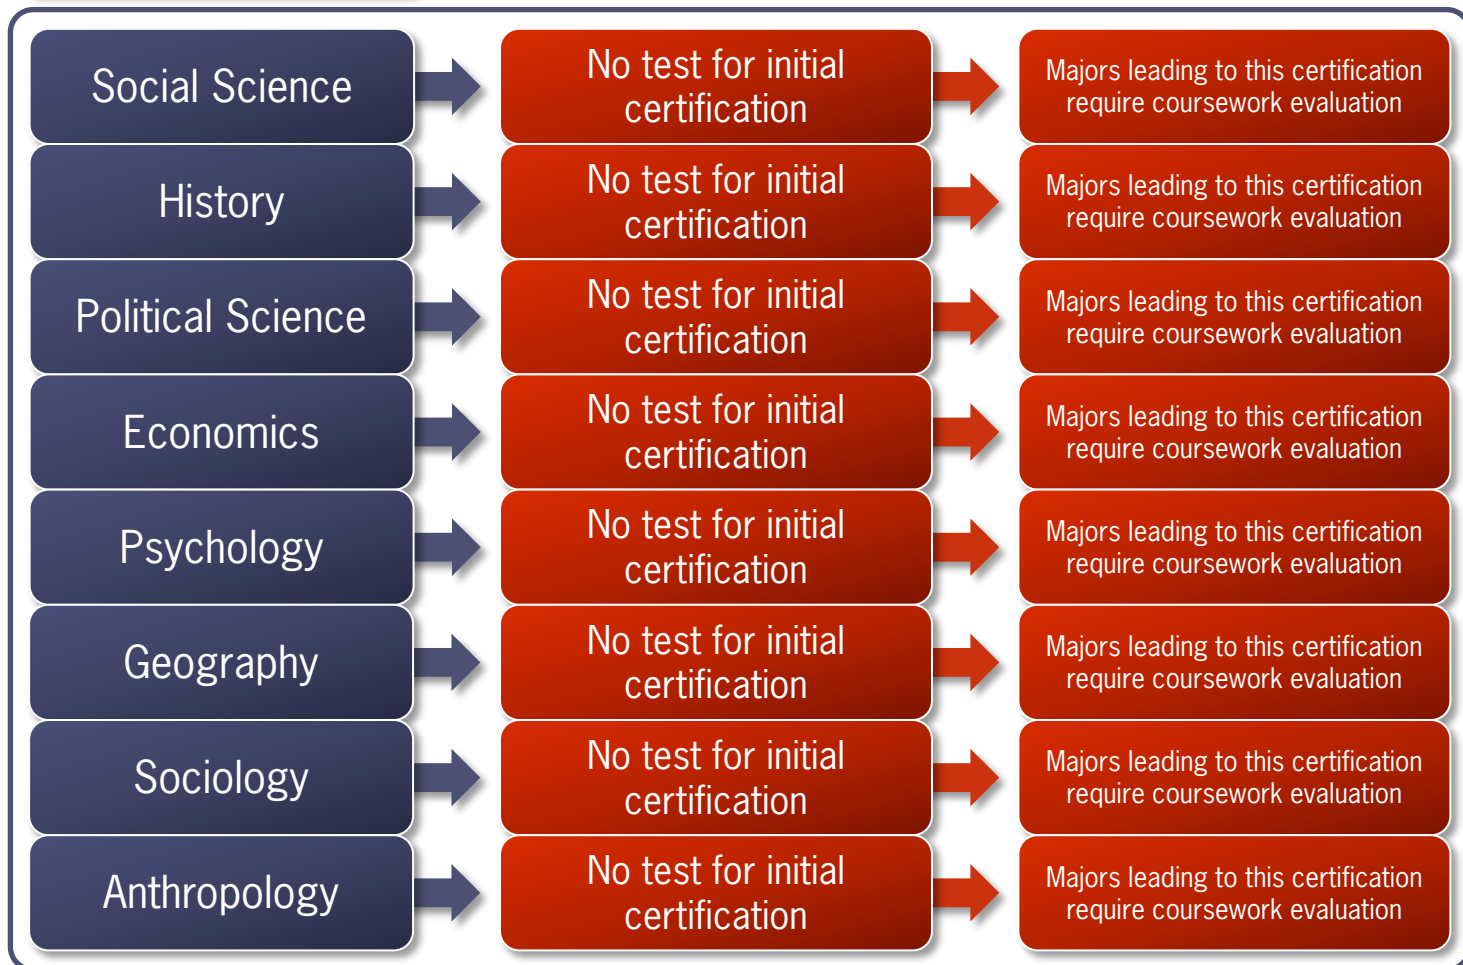 Social Science
No test for initial
certification
Majors leading to this certification
require coursework evaluation
History
No test for initial
certification
Majors leading to this certification
require coursework evaluation
Political Science
No test for initial
certification
Majors leading to this certification
require coursework evaluation
Economics
No test for initial
certification
Majors leading to this certification
require coursework evaluation
Psychology
No test for initial
certification
Majors leading to this certification
require coursework evaluation
Geography
No test for initial
certification
Majors leading to this certification
require coursework evaluation
Sociology
No test for initial
certification
Majors leading to this certification
require coursework evaluation
Anthropology
No test for initial
certification
Majors leading to this certification
require coursework evaluation